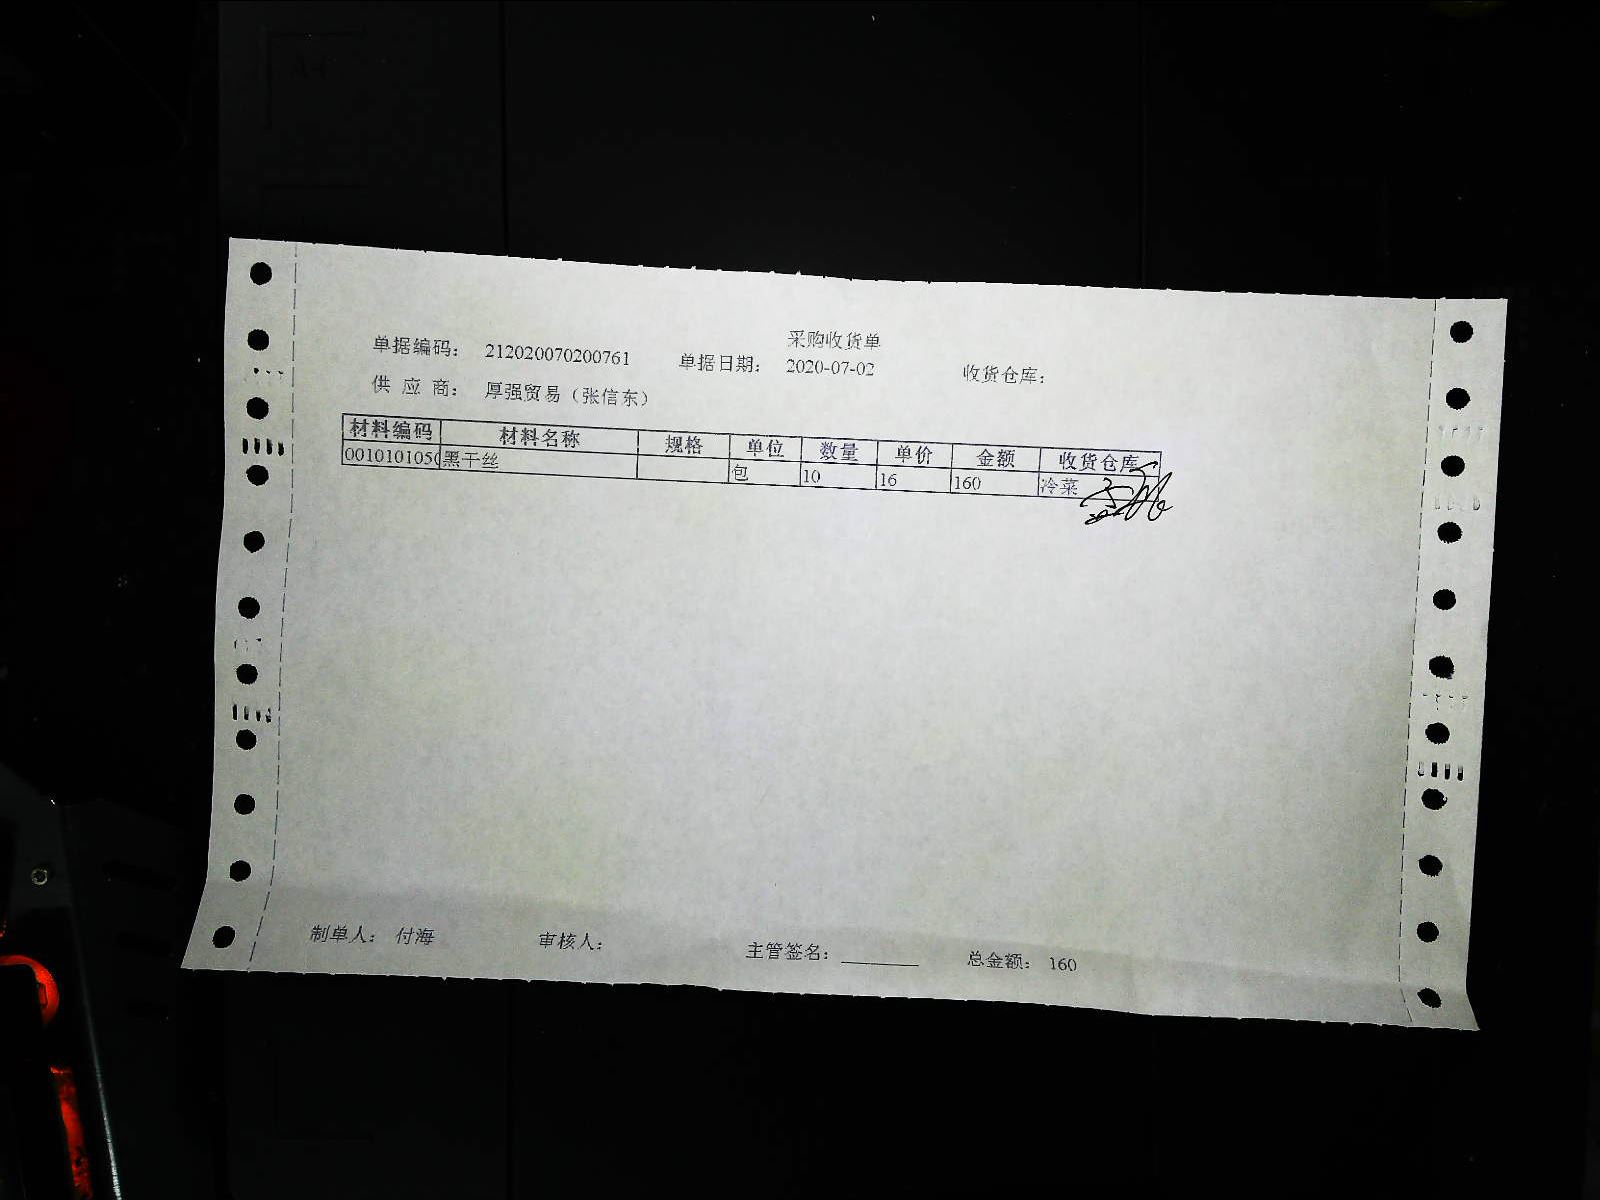 采购收货单
单据编码： 212020070200761 单据日期： 2020-07-02 收货仓库：
供 应 商： 厚强贸易（张信东）
材料编码 材料名称 规格 单位 数量 单价 金额 收货仓库
0010101050 黑干丝 包 10 16 160 冷菜
制单人： 付海 审核人： 主管签名： ________ 总金额： 160